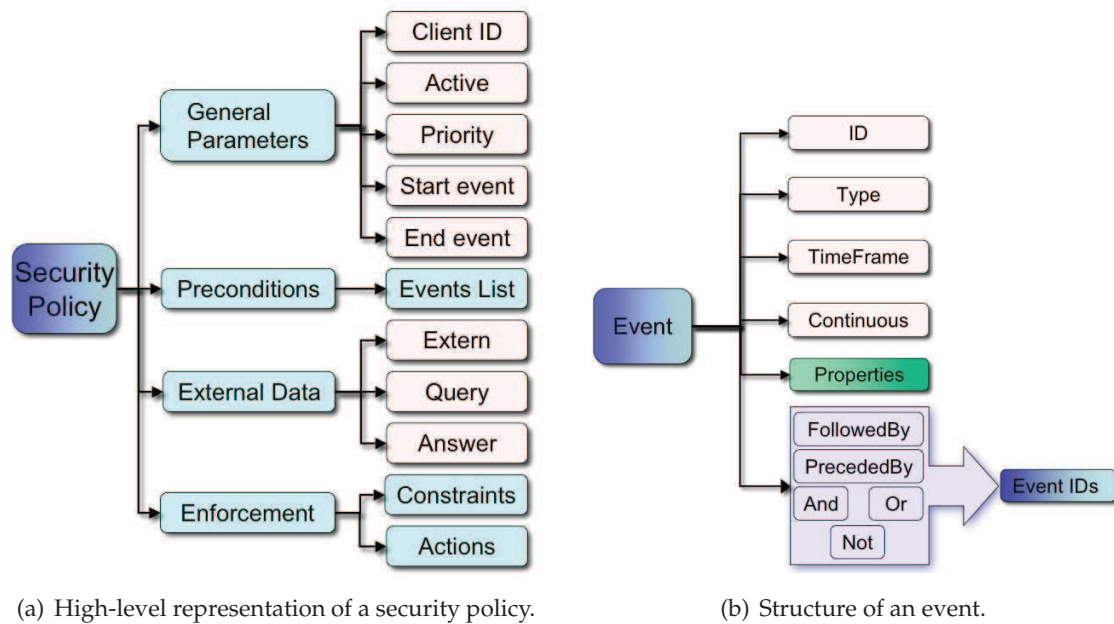 Security
Policy
General
Parameters
Client ID
Active
Priority
Start event
End event
Preconditions
Events List
External Data
Extern
Query
Answer
Enforcement
Constraints
Actions
(a) High-level representation of a security policy.
Event
ID
Type
TimeFrame
Continuous
Properties
FollowedBy
PrecededBy
And Or
Not
Event IDs
(b) Structure of an event.